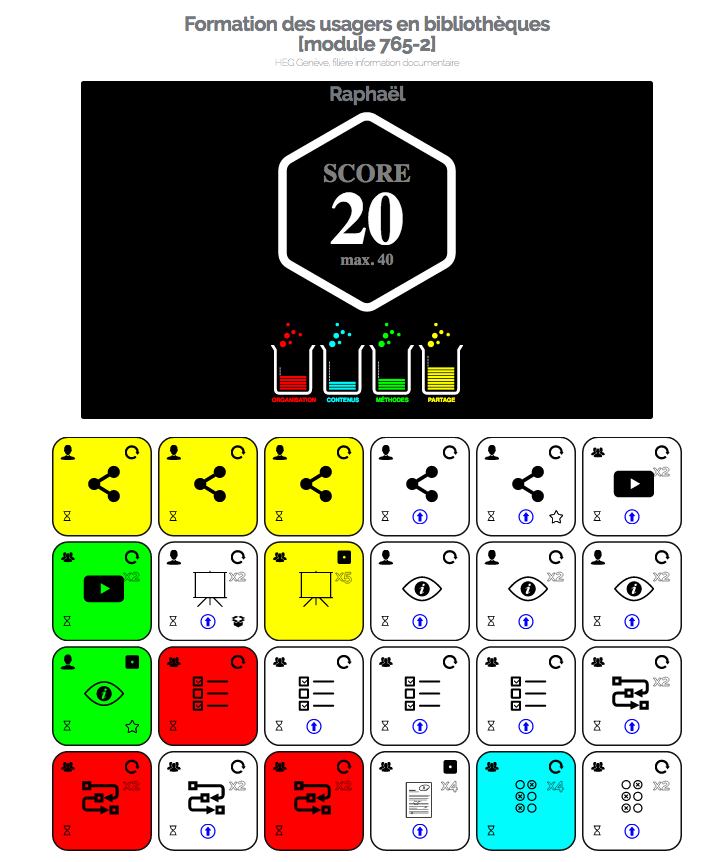 Formation des usagers en bibliothèques
[module 765-2]
HEG Genève, filière information documentaire
Raphaël
SCORE
20
max. 40
ORGANISATION CONTENUS MÉTHODES PARTAGE
x2
x2 x2 x5 x2 x2
x2
x2 x2 x2 x4 x4 x2